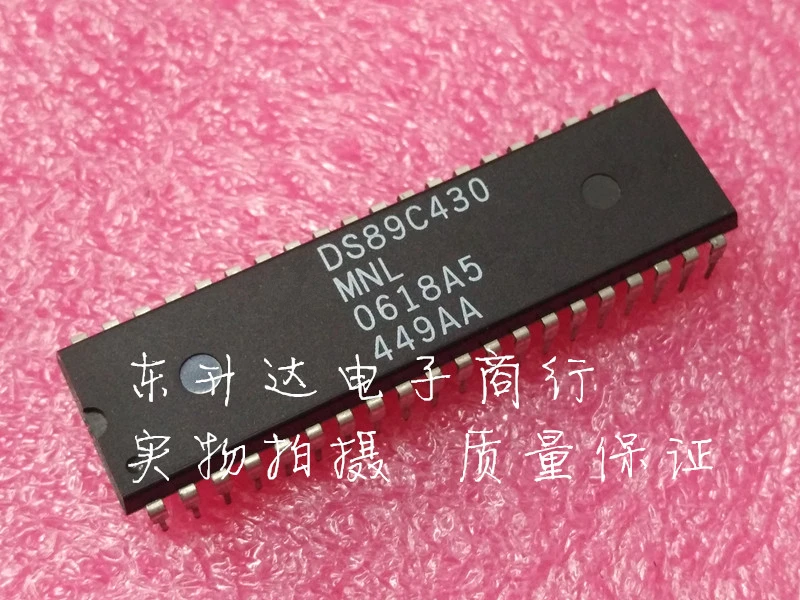 DS89C430
MNL
0618A5
449AA
东升达电子商行
实物拍摄 质量保证